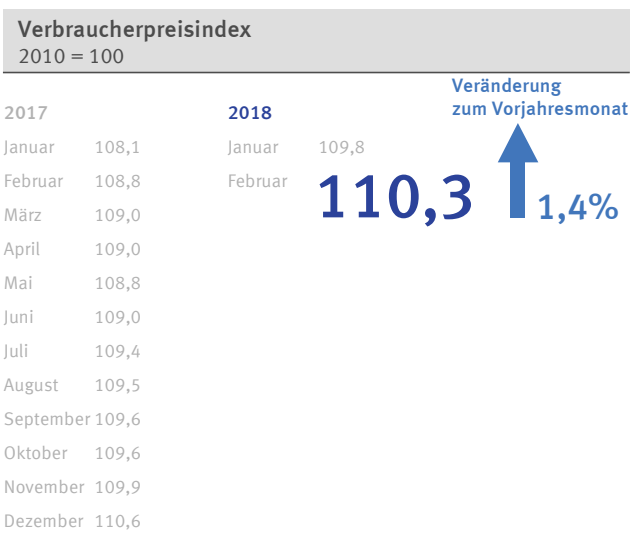 Verbraucherpreisindex
2010 = 100
Veränderung
zum Vorjahresmonat
2017
Januar 108,1
Februar 108,8
März 109,0
April 109,0
Mai 108,8
Juni 109,0
Juli 109,4
August 109,5
September 109,6
Oktober 109,6
November 109,9
Dezember 110,6
2018
Januar 109,8
Februar 110,3
1,4%